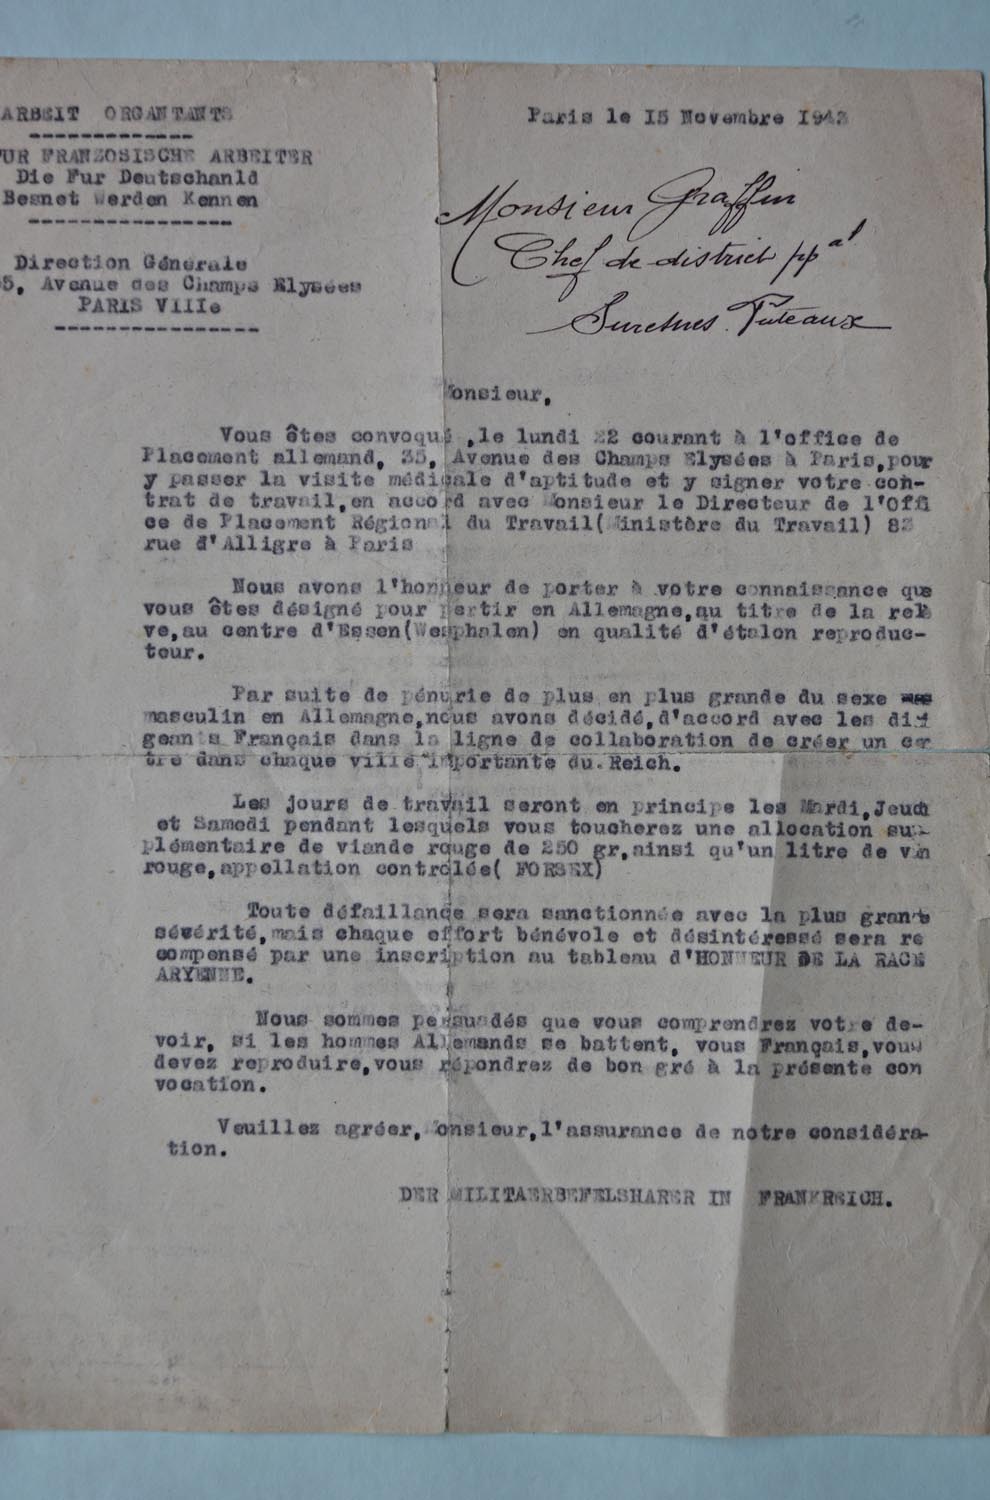 ARBEIT ORGANTANTS
Paris le 15 Novembre 1943
UR FRANZOSISCHE ARBEITER
Die Fur Deutschanld
Besnet Werden Kennen
Direction Générale
5, Avenue des Champs Elysées
PARIS VIIIe
Monsieur Graffin
Chef de district ppal
Suresnes Puteaux
Monsieur,
Vous êtes convoqué ,le lundi 22 courant à l'office de
Placement allemand, 35, Avenue des Champs Elysées à Paris,pour
y passer la visite médicale d'aptitude et y signer votre con-
trat de travail,en accord avec Monsieur le Directeur de l'Offi
ce de Placement Régional du Travail(Ministère du Travail) 83
rue d'Alligre à Paris
Nous avons l'honneur de porter à votre connaissance que
vous êtes désigné pour partir en Allemagne,au titre de la relè
ve,au centre d'Essen(Wesphalen) en qualité d'étalon reproduc-
teur.
Par suite de pénurie de plus en plus grande du sexe
masculin en Allemagne,nous avons décidé,d'accord avec les diri
geants Français dans la ligne de collaboration de créer un cen
tre dans chaque ville importante du Reich.
Les jours de travail seront en principe les Mardi,Jeudi
et Samedi pendant lesquels vous toucherez une allocation sup-
plémentaire de viande rouge de 250 gr,ainsi qu'un litre de vin
rouge,appellation contrôlée( FORSEX)
Toute défaillance sera sanctionnée avec la plus grante
sévérité,mais chaque effort bénévole et désintéressé sera re
compensé par une inscription au tableau d'HONNEUR DE LA RACE
ARYENNE.
Nous sommes persuadés que vous comprendrez votre de-
voir, si les hommes Allemands se battent, vous Français,vous
devez reproduire,vous répondrez de bon gré à la présente con
vocation.
Veuillez agréer, Monsieur,l'assurance de notre considéra-
tion.
DER MILITAERBEFELSHARER IN FRANKREICH.